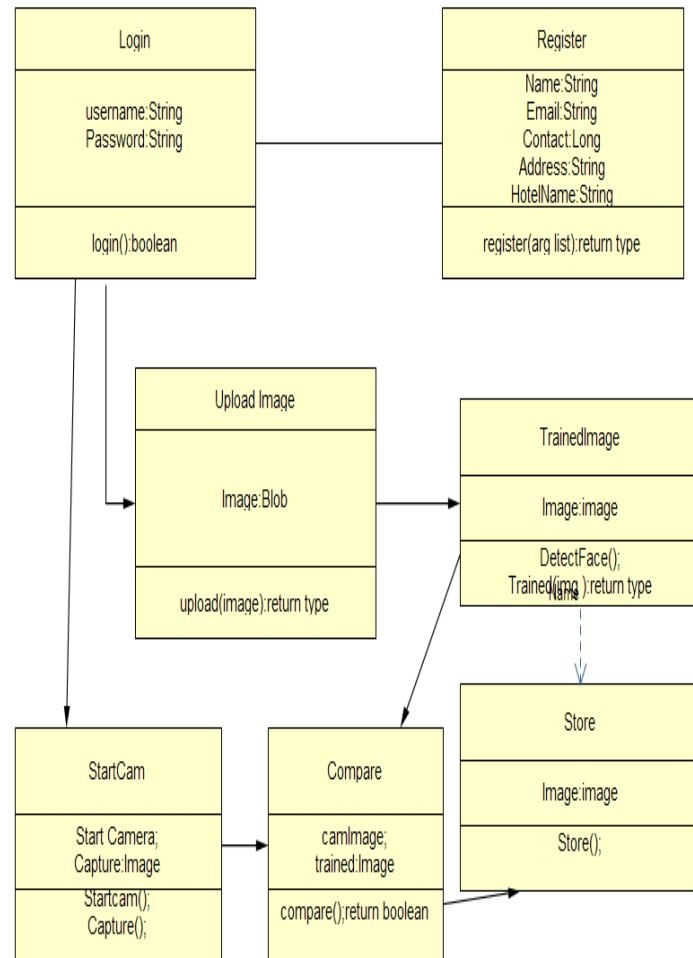 Login
username:String
Password:String
login():boolean
Register
Name:String
Email:String
Contact:Long
Address:String
HotelName:String
register(arg list):return type
Upload Image
Image:Blob
upload(image):return type
TrainedImage
Image:image
DetectFace();
Trained(img ):return type
Name
StartCam
Start Camera;
Capture:Image
Startcam();
Capture();
Compare
camImage;
trained:Image
compare();return boolean
Store
Image:image
Store();